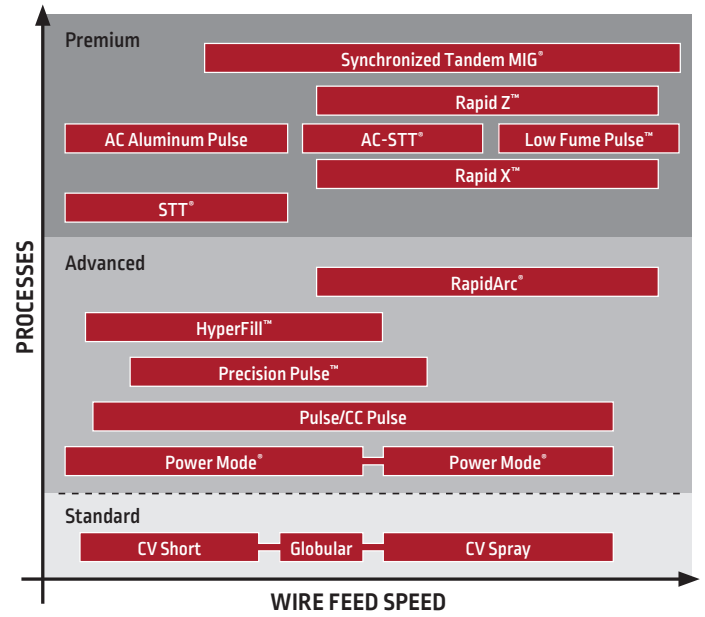 Premium
Synchronized Tandem MIG®
Rapid Z™
AC Aluminum Pulse
AC-STT®
Low Fume Pulse™
Rapid X™
STT®
Advanced
RapidArc®
HyperFill™
Precision Pulse™
Pulse/CC Pulse
Power Mode®
Power Mode®
Standard
CV Short
Globular
CV Spray
PROCESSES
WIRE FEED SPEED